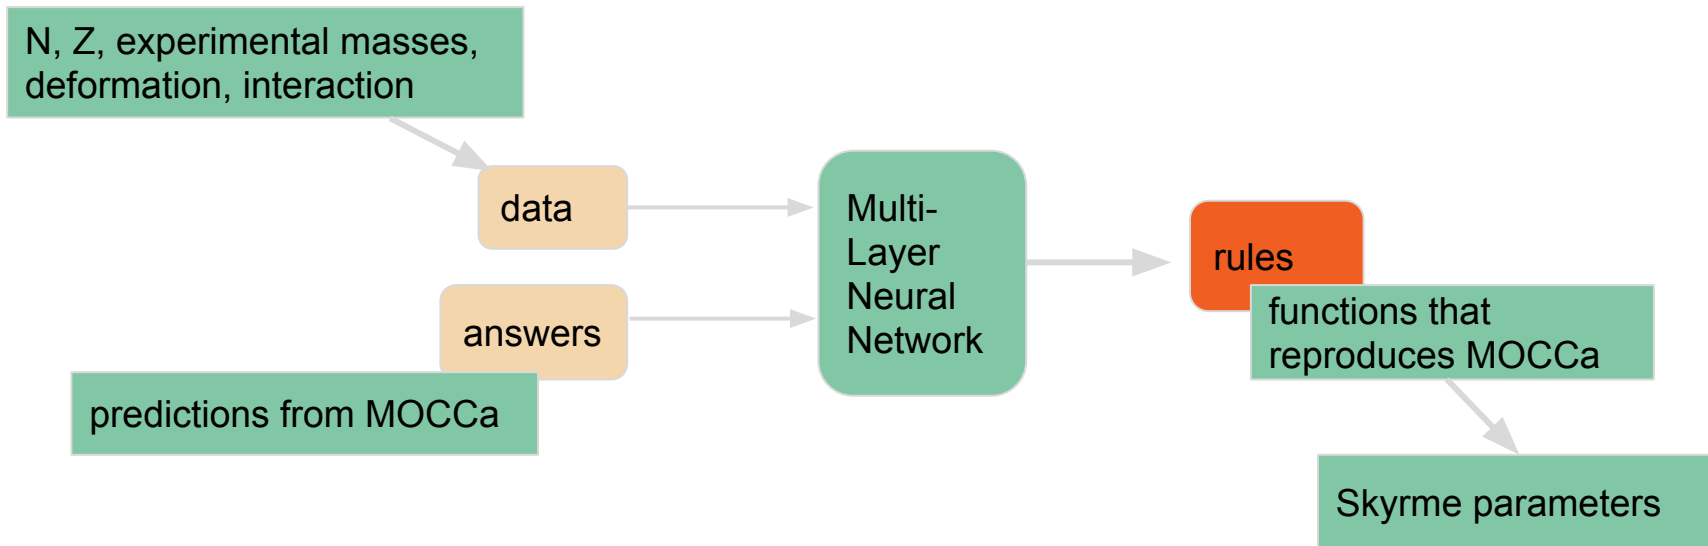 N, Z, experimental masses,
deformation, interaction
data
answers
predictions from MOCCa
Multi-
Layer
Neural
Network
rules
functions that
reproduces MOCCa
Skyrme parameters